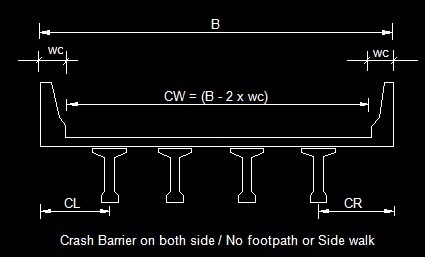 B
wc
wc
CW = (B - 2 x wc)
CL
CR
Crash Barrier on both side / No footpath or Side walk